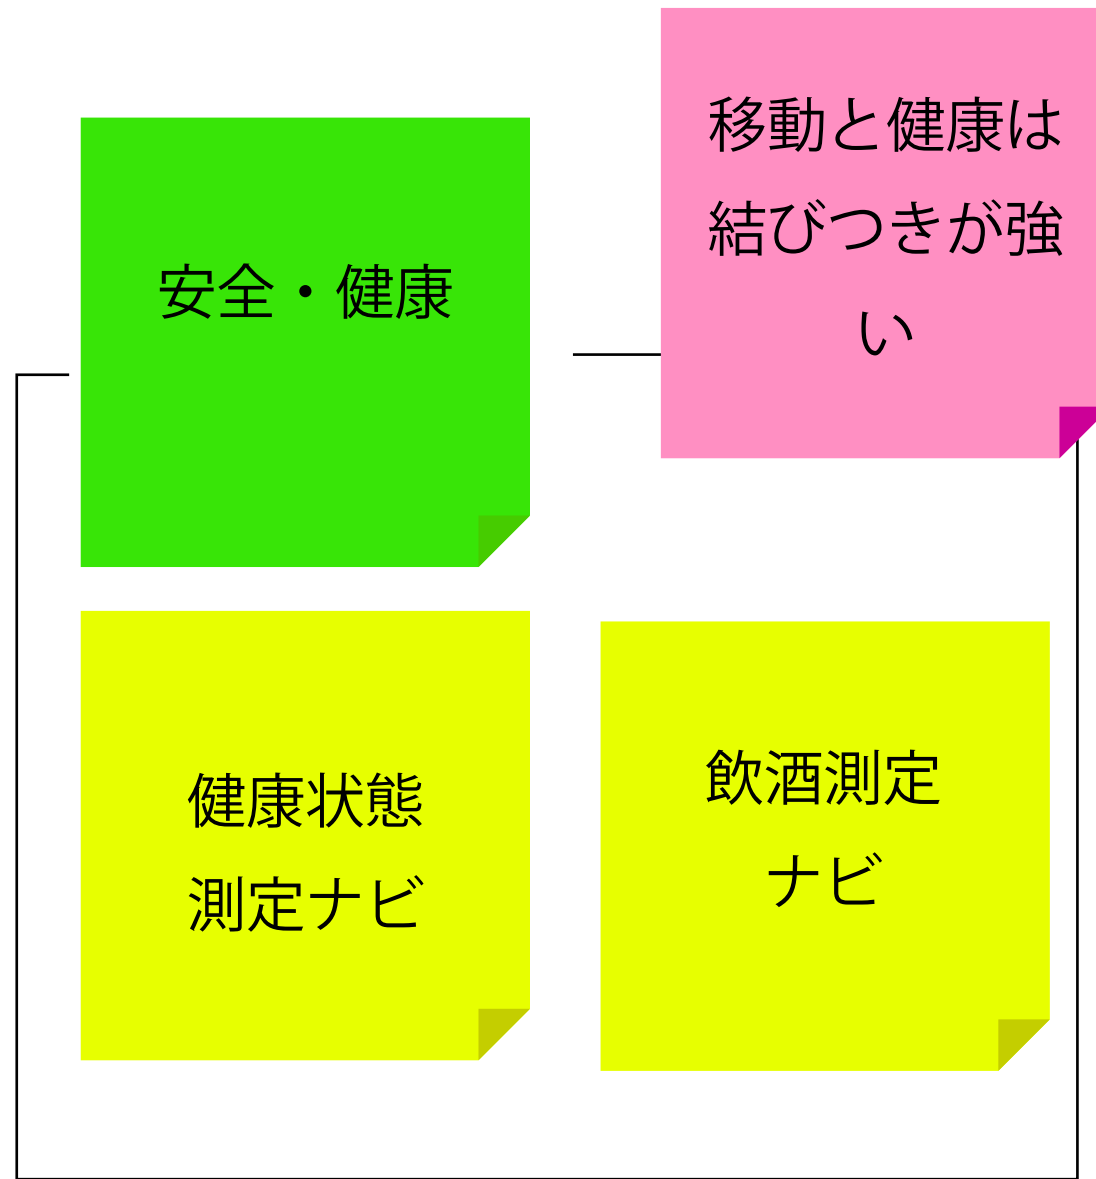 安全・健康
移動と健康は
結びつきが強
い
健康状態
測定ナビ
飲酒測定
ナビ